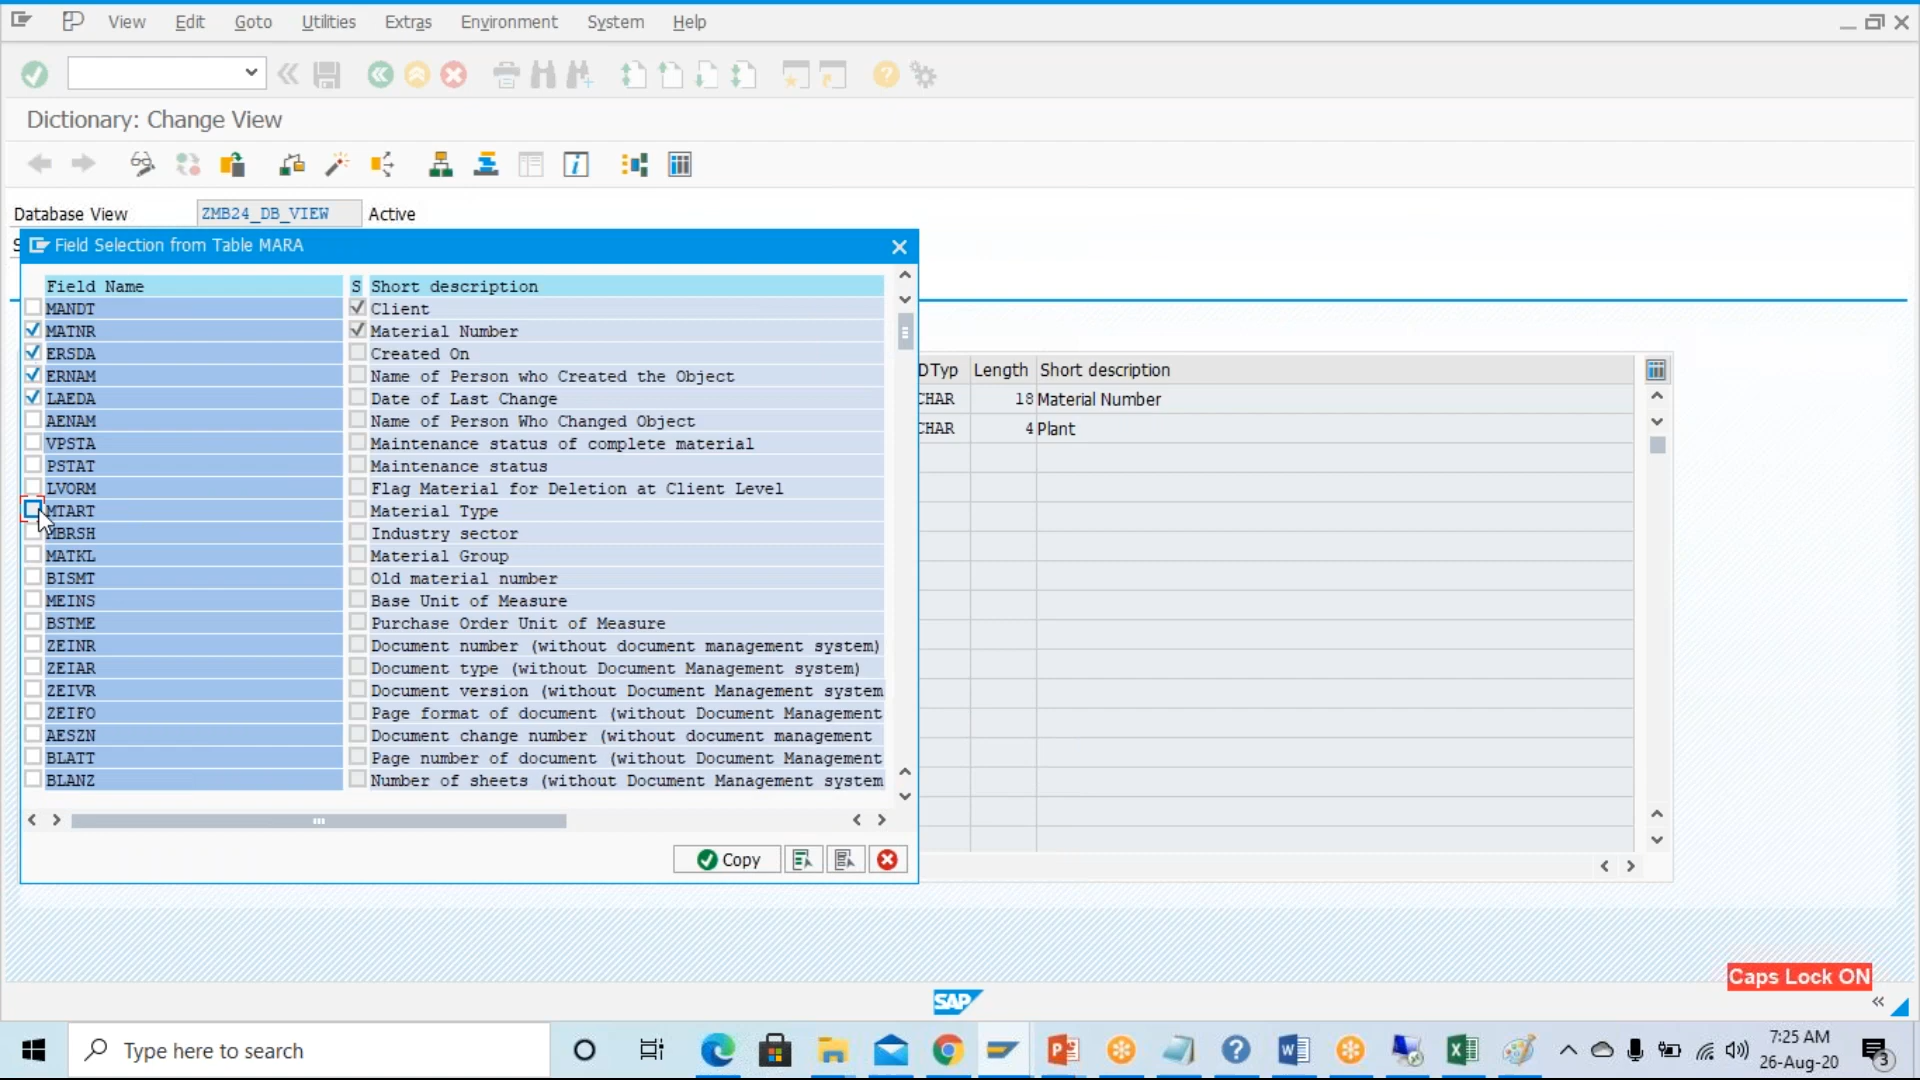 View Edit Goto Utilities Extras Environment System Help
Dictionary: Change View
Database View ZMB24_DB_VIEW Active
Field Selection from Table MARA
Field Name S Short description
MANDT Client
MATNR Material Number
ERSDA Created On
ERNAM Name of Person who Created the Object
LAEDA Date of Last Change
AENAM Name of Person Who Changed Object
VPSTA Maintenance status of complete material
PSTAT Maintenance status
LVORM Flag Material for Deletion at Client Level
MTART Material Type
MBRSH Industry sector
MATKL Material Group
BISMT Old material number
MEINS Base Unit of Measure
BSTME Purchase Order Unit of Measure
ZEINR Document number (without document management system)
ZEIAR Document type (without Document Management system)
ZEIVR Document version (without Document Management system
ZEIFO Page format of document (without Document Management
AESZN Document change number (without document management
BLATT Page number of document (without Document Management
BLANZ Number of sheets (without Document Management system
Copy
DTyp Length Short description
CHAR 18 Material Number
CHAR 4 Plant
Caps Lock ON
SAP
Type here to search
7:25 AM
26-Aug-20
3